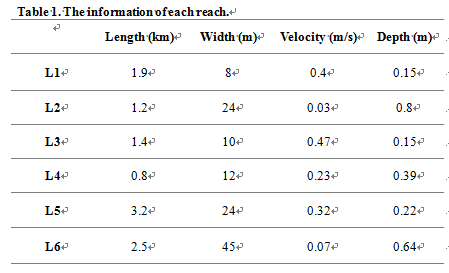 Table 1. The information of each reach.
Length (km) Width (m) Velocity (m/s) Depth (m)
L1 1.9 8 0.4 0.15
L2 1.2 24 0.03 0.8
L3 1.4 10 0.47 0.15
L4 0.8 12 0.23 0.39
L5 3.2 24 0.32 0.22
L6 2.5 45 0.07 0.64